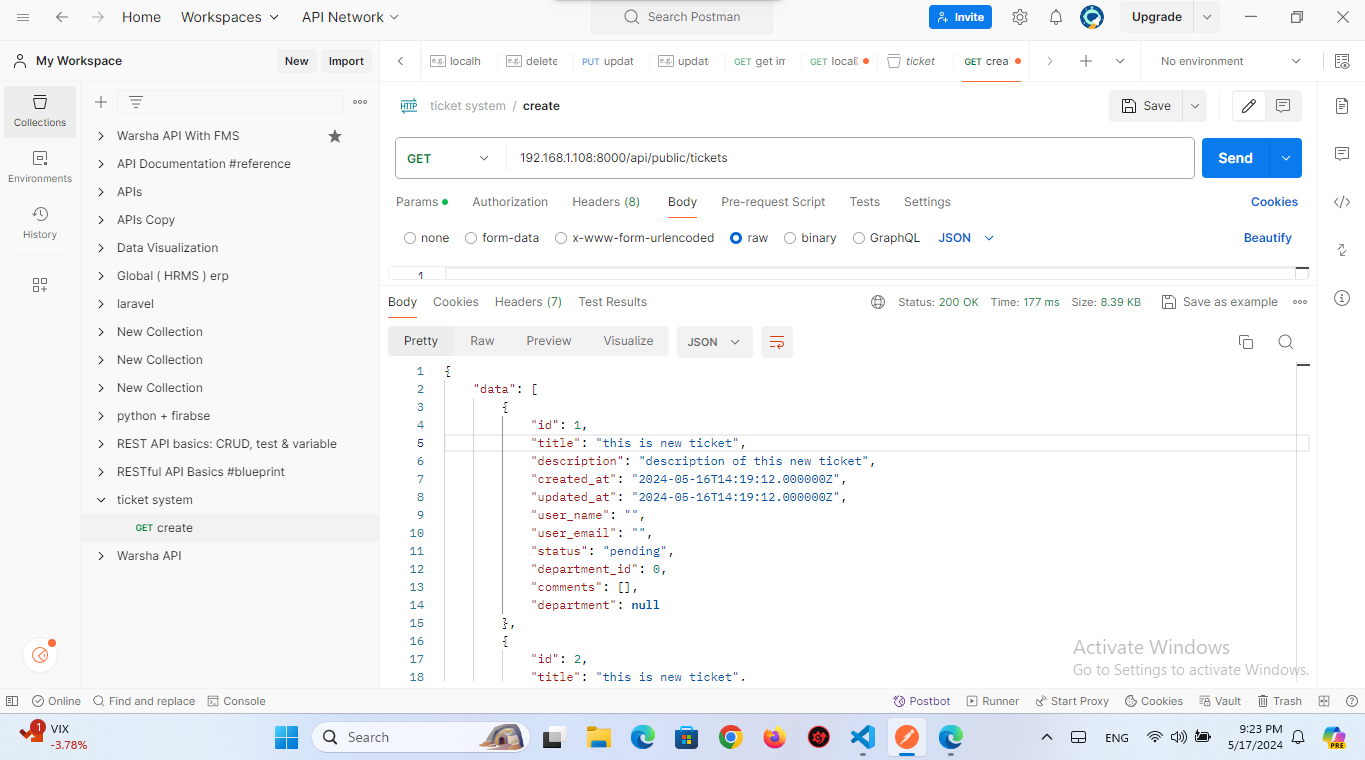 Home Workspaces API Network Search Postman Invite Upgrade
My Workspace New Import
e.g. localh e.g. delete PUT updat e.g. updat GET get im GET local ticket GET crea No environment
Collections
Environments
History
Warsha API With FMS
API Documentation #reference
APIs
APIs Copy
Data Visualization
Global ( HRMS ) erp
laravel
New Collection
New Collection
New Collection
python + firabse
REST API basics: CRUD, test & variable
RESTful API Basics #blueprint
ticket system
GET create
Warsha API
HTTP ticket system / create Save
GET 192.168.1.108:8000/api/public/tickets Send
Params Authorization Headers (8) Body Pre-request Script Tests Settings Cookies
none form-data x-www-form-urlencoded raw binary GraphQL JSON Beautify
1
Body Cookies Headers (7) Test Results Status: 200 OK Time: 177 ms Size: 8.39 KB Save as example
Pretty Raw Preview Visualize JSON
1 {
2 "data": [
3 {
4 "id": 1,
5 "title": "this is new ticket",
6 "description": "description of this new ticket",
7 "created_at": "2024-05-16T14:19:12.000000Z",
8 "updated_at": "2024-05-16T14:19:12.000000Z",
9 "user_name": "",
10 "user_email": "",
11 "status": "pending",
12 "department_id": 0,
13 "comments": [],
14 "department": null
15 },
16 {
17 "id": 2,
18 "title": "this is new ticket",
Activate Windows
Go to Settings to activate Windows.
Online Find and replace Console Postbot Runner Start Proxy Cookies Vault Trash
1 VIX
-3.78%
Search
ENG
9:23 PM
5/17/2024
PRE